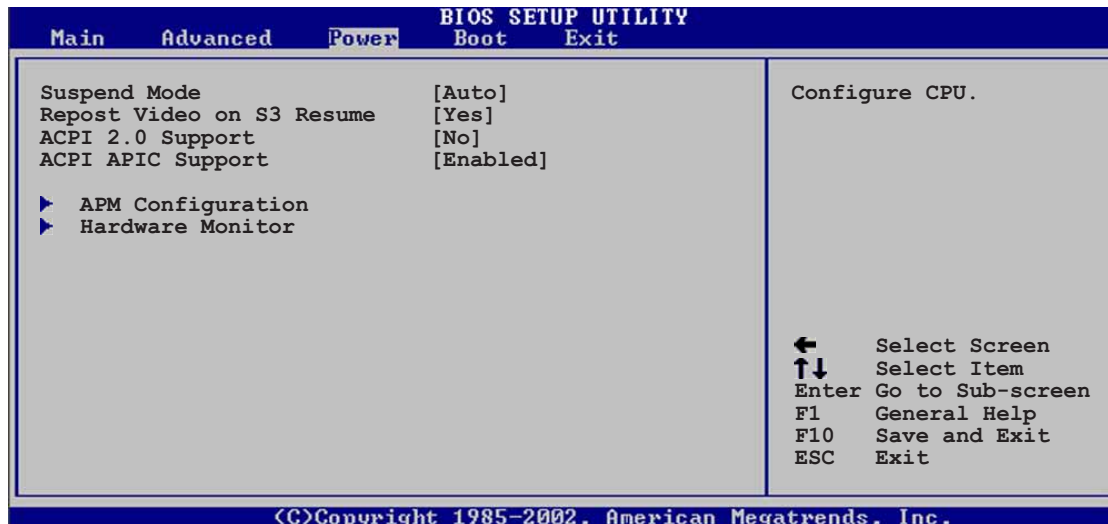 BIOS SETUP UTILITY
Main Advanced Power Boot Exit
Suspend Mode [Auto]
Repost Video on S3 Resume [Yes]
ACPI 2.0 Support [No]
ACPI APIC Support [Enabled]
APM Configuration
Hardware Monitor
Configure CPU.
← Select Screen
↑↓ Select Item
Enter Go to Sub-screen
F1 General Help
F10 Save and Exit
ESC Exit
(C)Copyright 1985-2002, American Megatrends, Inc.